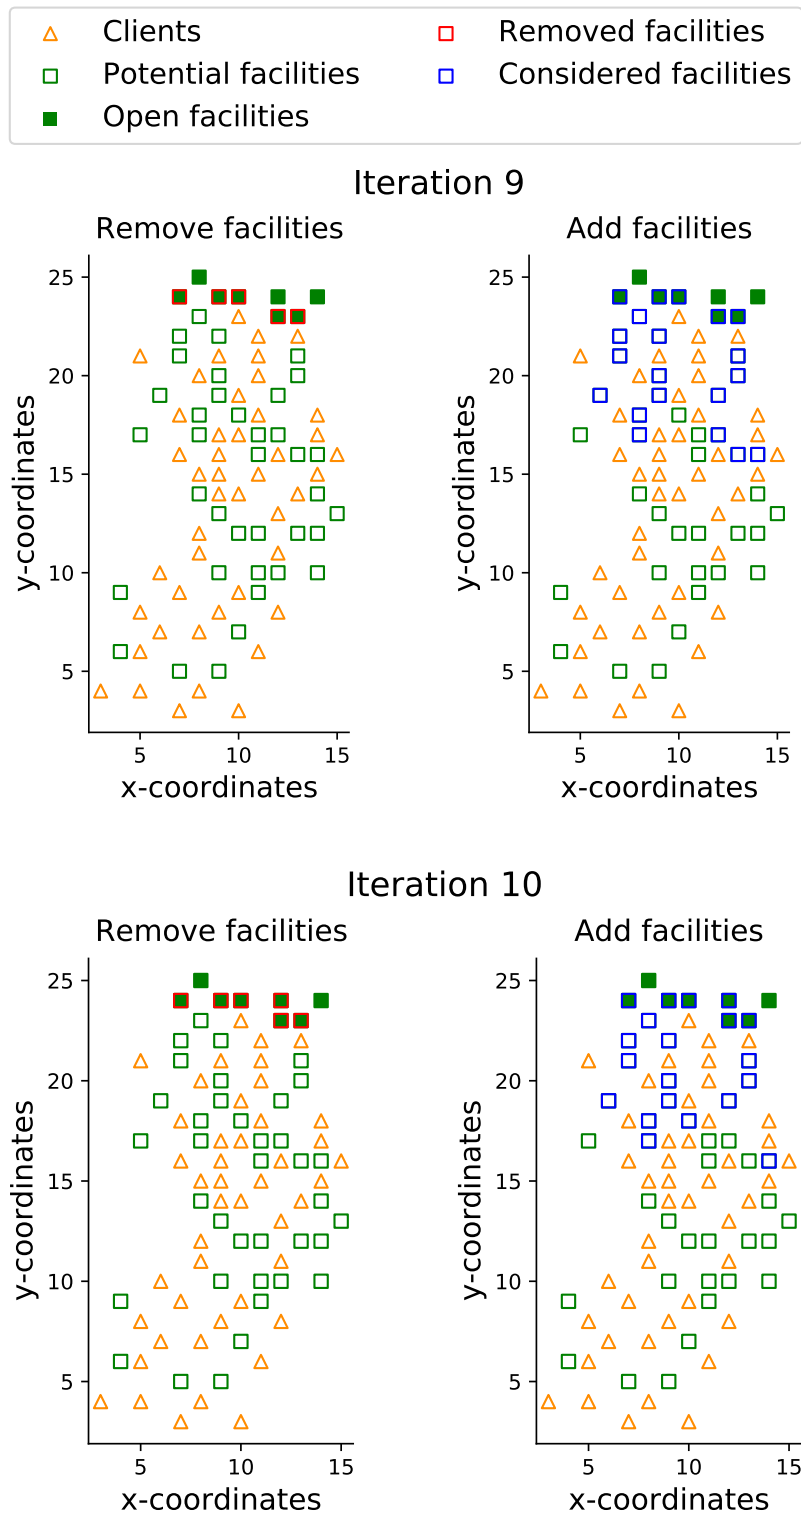 Clients
Removed facilities
Potential facilities
Considered facilities
Open facilities
Iteration 9
Remove facilities
Add facilities
25
20
15
10
5
y-coordinates
5 10 15
x-coordinates
25
20
15
10
5
y-coordinates
5 10 15
x-coordinates
Iteration 10
Remove facilities
Add facilities
25
20
15
10
5
y-coordinates
5 10 15
x-coordinates
25
20
15
10
5
y-coordinates
5 10 15
x-coordinates